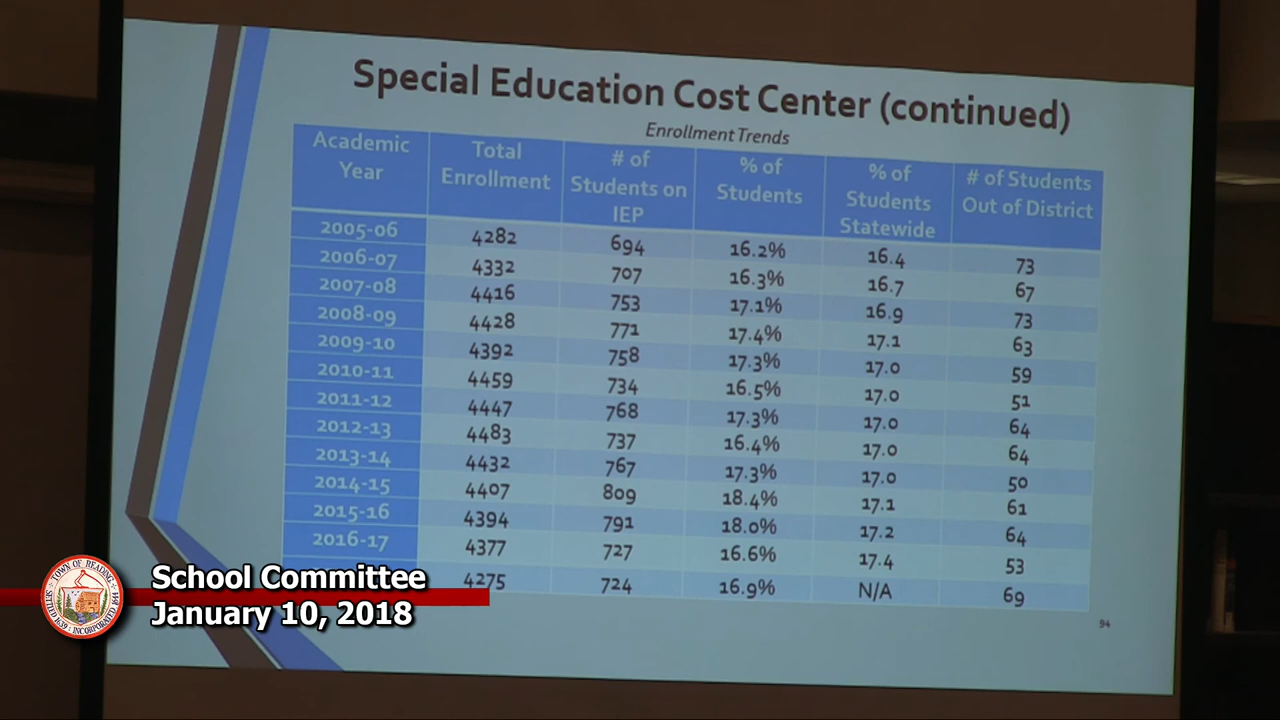 Special Education Cost Center (continued)
Enrollment Trends
Academic Year Total Enrollment # of Students on IEP % of Students % of Students Statewide # of Students Out of District
2005-06 4282 694 16.2% 16.4 73
2006-07 4332 707 16.3% 16.7 67
2007-08 4416 753 17.1% 16.9 73
2008-09 4428 771 17.4% 17.1 63
2009-10 4392 758 17.3% 17.0 59
2010-11 4459 734 16.5% 17.0 51
2011-12 4447 768 17.3% 17.0 64
2012-13 4483 737 16.4% 17.0 64
2013-14 4432 767 17.3% 17.0 50
2014-15 4407 809 18.4% 17.1 61
2015-16 4394 791 18.0% 17.2 64
2016-17 4377 727 16.6% 17.4 53
4275 724 16.9% N/A 69
94
TOWN OF READING
SETTLED 1639 INCORPORATED 1644
School Committee
January 10, 2018